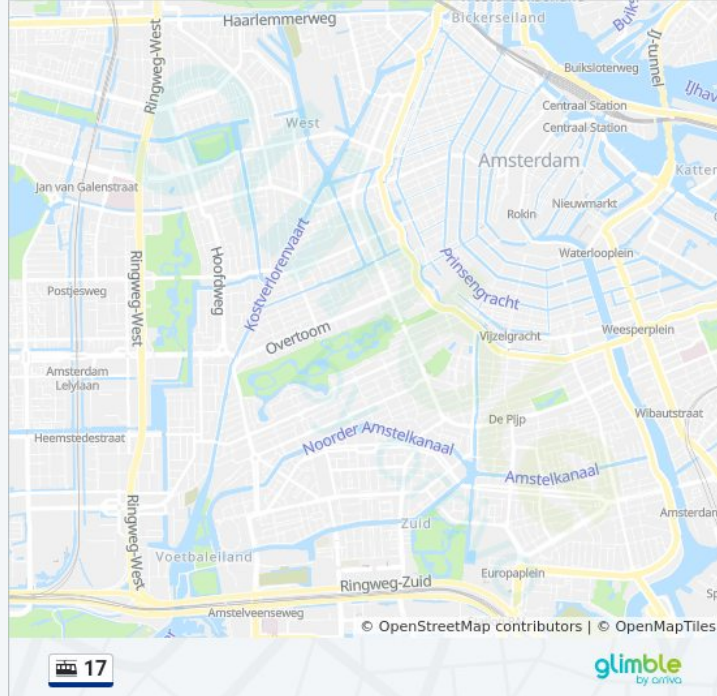 Haarlemmerweg
Bickerseiland
Buiks
IJ-tunnel
Ringweg-West
Buiksloterweg
IJhav
Centraal Station
Centraal Station
West
Amsterdam
Katten
Jan van Galenstraat
Rokin
Nieuwmarkt
Kostverlorenvaart
Hoofdweg
Waterlooplein
Prinsengracht
Ringweg-West
Postjesweg
Overtoom
Vijzelgracht
Weesperplein
Amsterdam
Lelylaan
De Pijp
Wibautstraat
Heemstedestraat
Noorder Amstelkanaal
Amstelkanaal
Ringweg-West
Amsterdam
Zuid
Voetbaleiland
Europaplein
Ringweg-Zuid
Sp
Amstelveenseweg
© OpenStreetMap contributors | © OpenMapTiles
17
glimble
by arriva